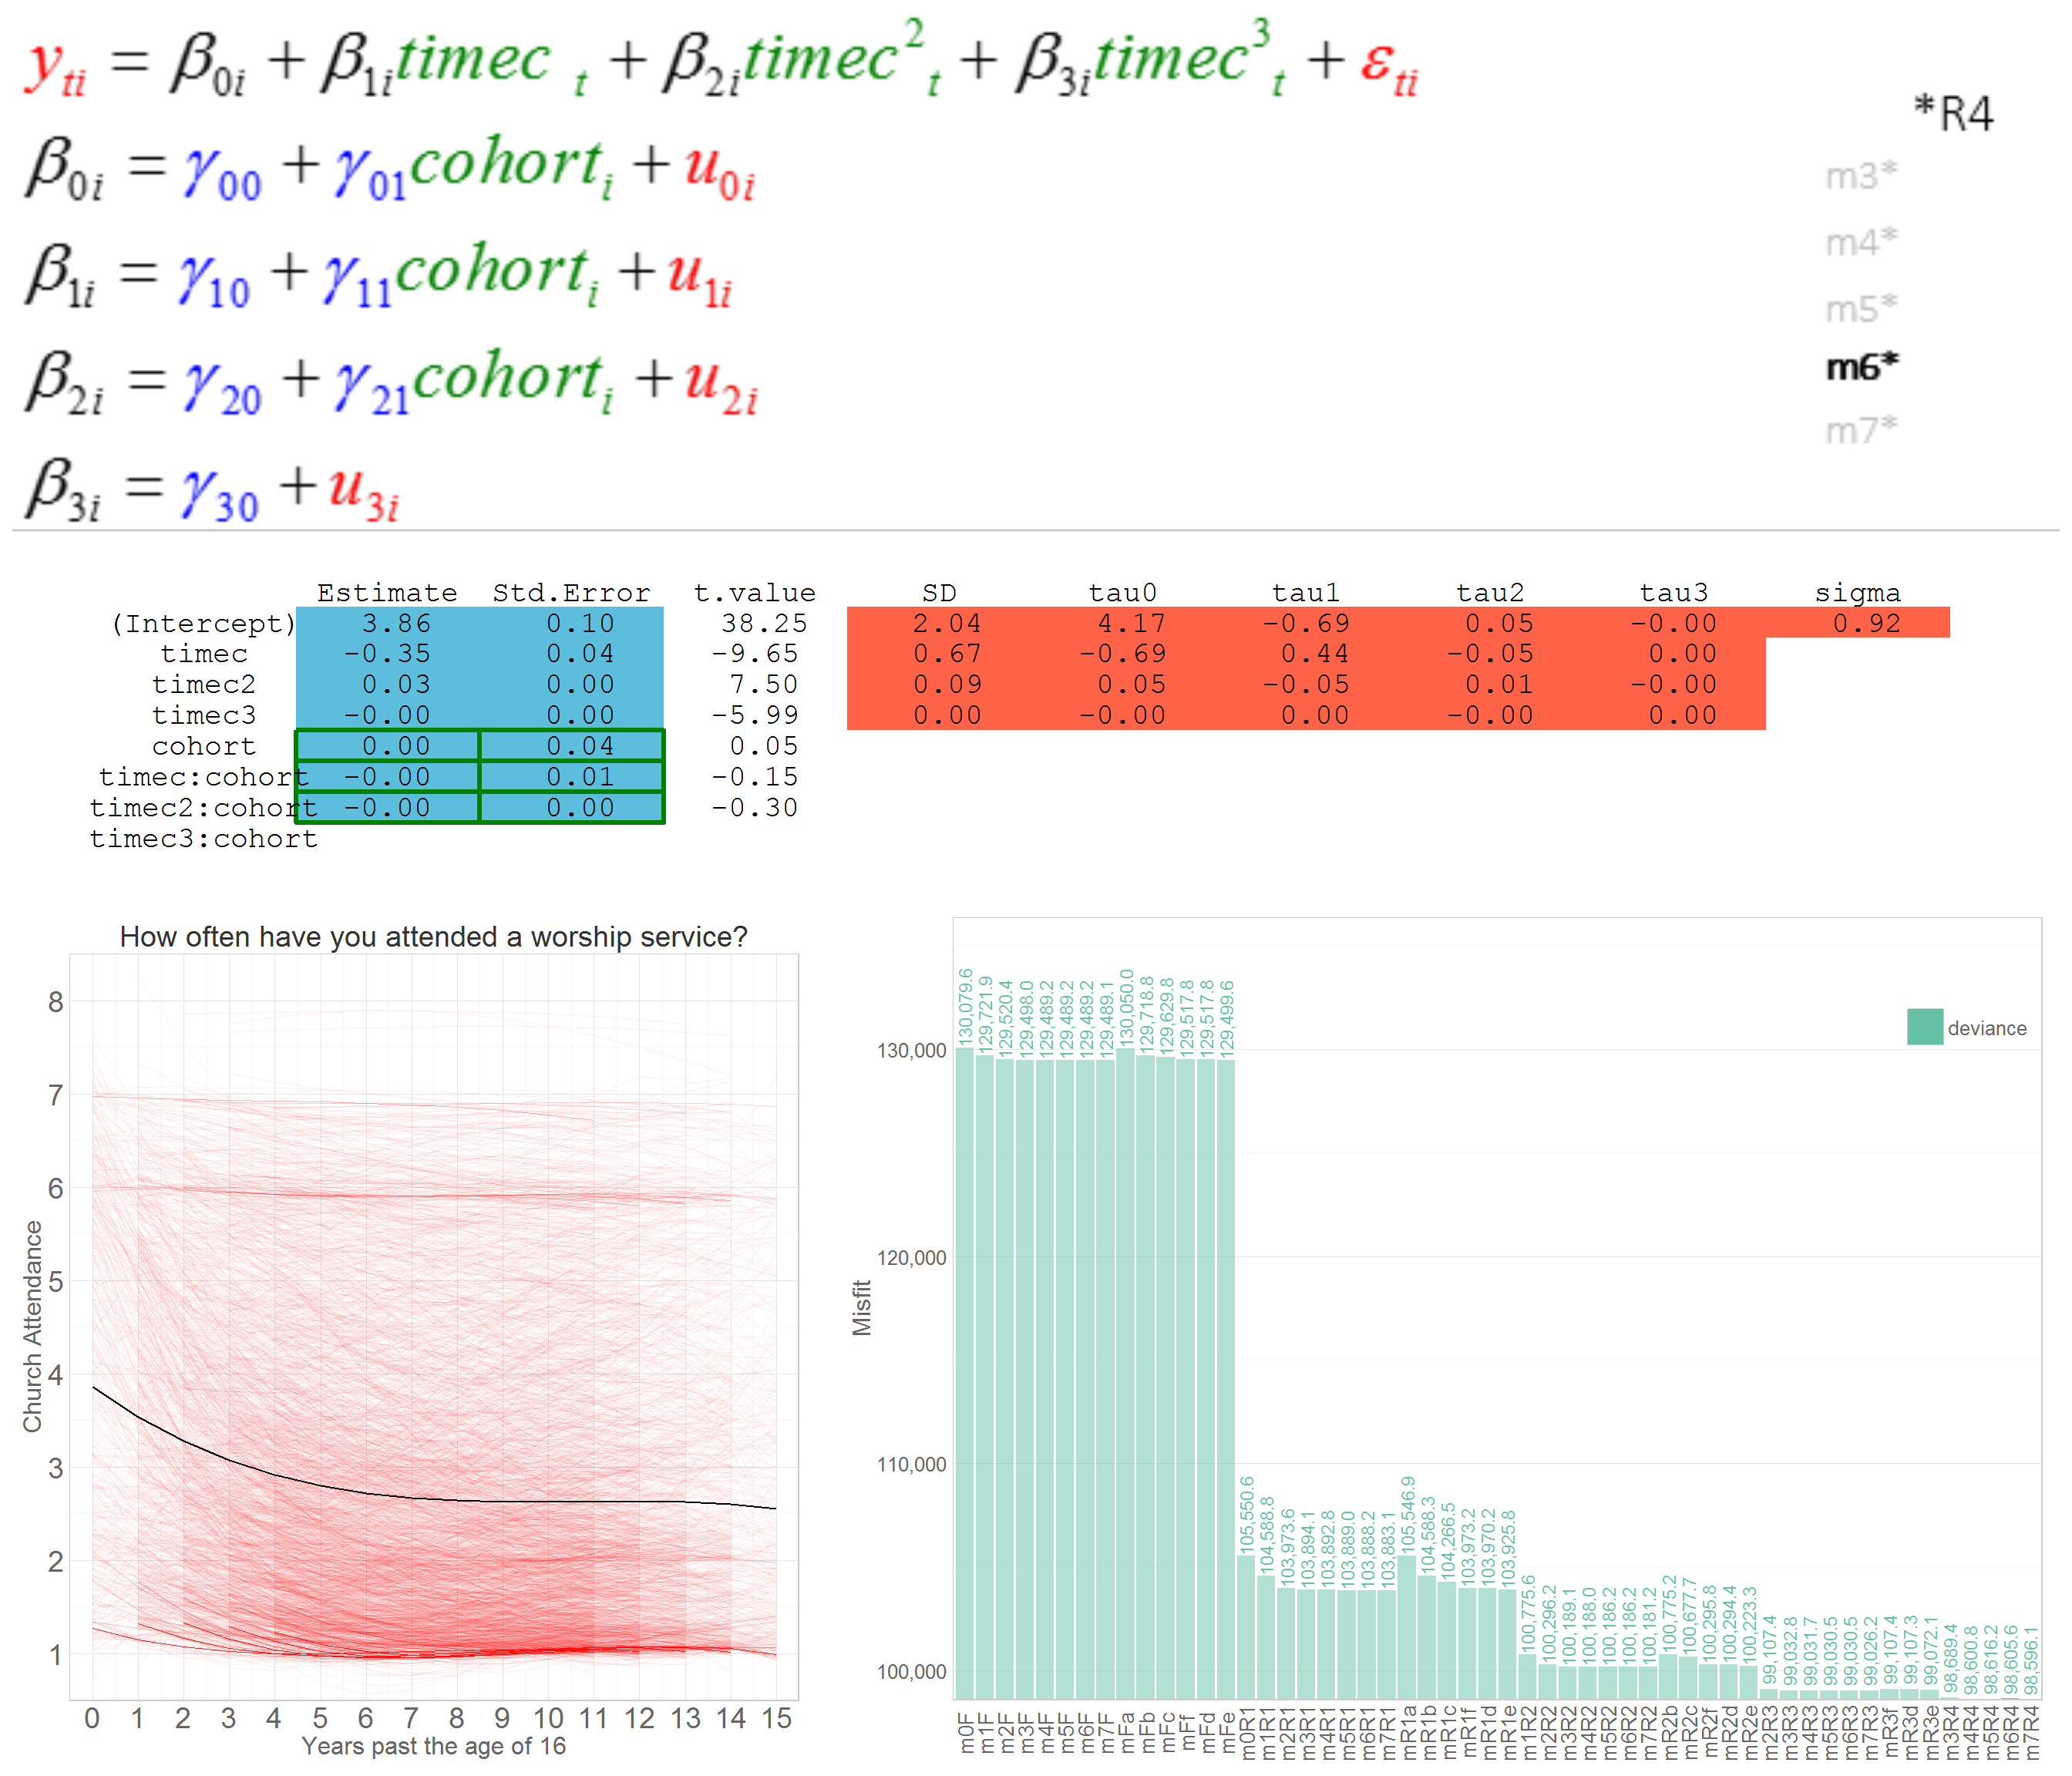 y_ti = β_0i + β_1i timec_t + β_2i timec²_t + β_3i timec³_t + ε_ti
*R4
β_0i = γ_00 + γ_01 cohort_i + u_0i
m3*
m4*
β_1i = γ_10 + γ_11 cohort_i + u_1i
m5*
β_2i = γ_20 + γ_21 cohort_i + u_2i
m6*
m7*
β_3i = γ_30 + u_3i
Estimate Std.Error t.value SD tau0 tau1 tau2 tau3 sigma
(Intercept) 3.86 0.10 38.25 2.04 4.17 -0.69 0.05 -0.00 0.92
timec -0.35 0.04 -9.65 0.67 -0.69 0.44 -0.05 0.00
timec2 0.03 0.00 7.50 0.09 0.05 -0.05 0.01 -0.00
timec3 -0.00 0.00 -5.99 0.00 -0.00 0.00 -0.00 0.00
cohort 0.00 0.04 0.05
timec:cohort -0.00 0.01 -0.15
timec2:cohort -0.00 0.00 -0.30
timec3:cohort
How often have you attended a worship service?
Church Attendance
8
7
6
5
4
3
2
1
0 1 2 3 4 5 6 7 8 9 10 11 12 13 14 15
Years past the age of 16
deviance
Misfit
130,000
120,000
110,000
100,000
130,079.6 129,721.9 129,520.4 129,498.0 129,489.2 129,489.2 129,489.2 129,489.1 130,050.0 129,718.8 129,629.8 129,517.8 129,517.8 129,499.6 105,550.6 104,588.8 103,973.6 103,894.1 103,892.8 103,889.0 103,888.2 103,883.1 105,546.9 104,588.3 104,266.5 103,973.2 103,970.2 103,925.8 100,775.6 100,296.2 100,189.1 100,188.0 100,186.2 100,186.2 100,181.2 100,775.2 100,677.7 100,295.8 100,294.4 100,223.3 99,107.4 99,032.8 99,031.7 99,030.5 99,030.5 99,026.2 99,107.4 99,107.3 99,072.1 98,689.4 98,600.8 98,616.2 98,605.6 98,596.1
m0F m1F m2F m3F m4F m5F m6F m7F mFa mFb mFc mFf mFd mFe m0R1 m1R1 m2R1 m3R1 m4R1 m5R1 m6R1 m7R1 mR1a mR1b mR1c mR1f mR1d mR1e m1R2 m2R2 m3R2 m4R2 m5R2 m6R2 m7R2 mR2b mR2c mR2f mR2d mR2e m2R3 m3R3 m4R3 m5R3 m6R3 m7R3 mR3f mR3d mR3e m3R4 m4R4 m5R4 m6R4 m7R4